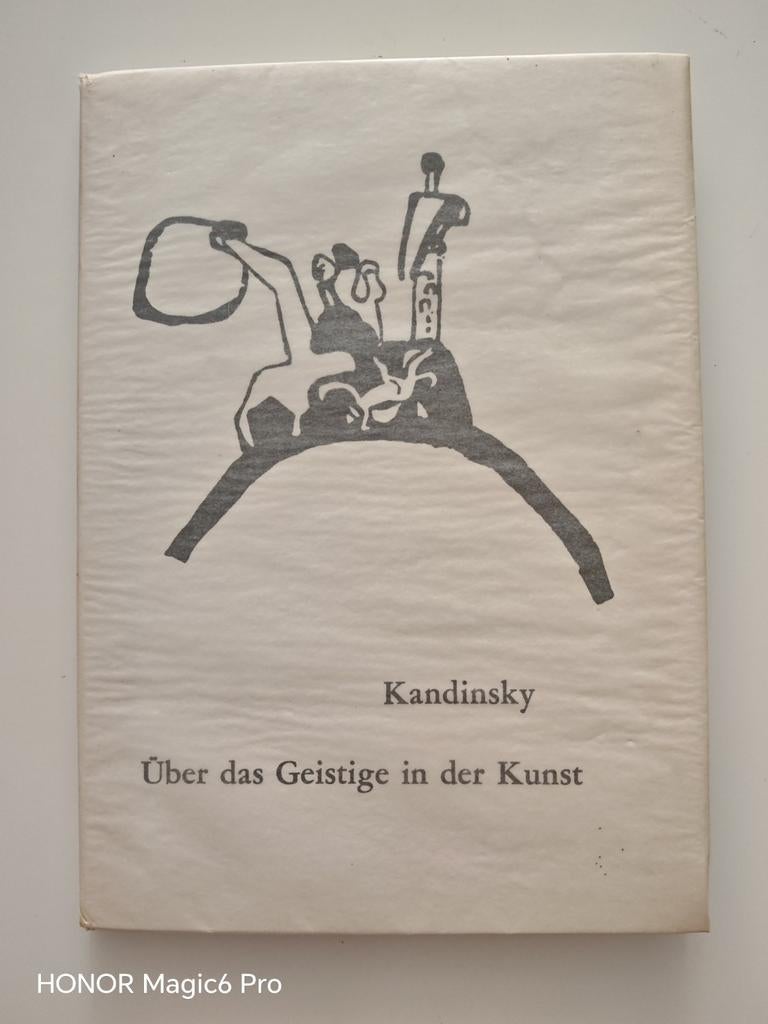 Kandinsky
Über das Geistige in der Kunst
HONOR Magic6 Pro